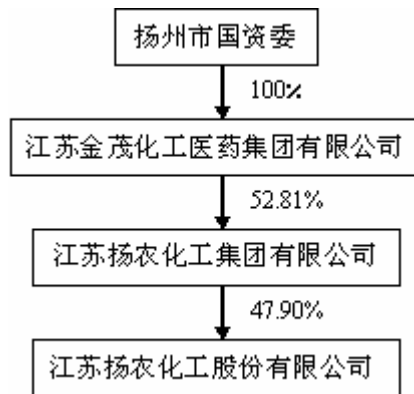 扬州市国资委
100%
江苏金茂化工医药集团有限公司
52.81%
江苏扬农化工集团有限公司
47.90%
江苏扬农化工股份有限公司